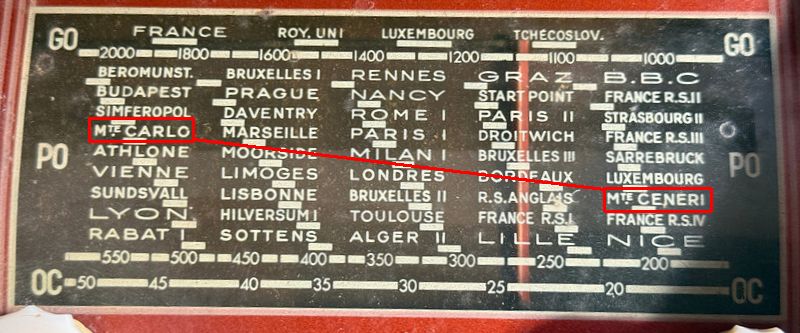 GO FRANCE ROY. UNI LUXEMBOURG TCHÉCOSLOV. GO
2000 1800 1600 1400 1200 1100 1000
BEROMUNST. BRUXELLES I RENNES GRAZ B.B.C
BUDAPEST PRAGUE NANCY START POINT FRANCE R.S.II
SIMFEROPOL DAVENTRY ROME I PARIS II STRASBOURG II
MTE CARLO MARSEILLE PARIS I DROITWICH FRANCE R.S.III
PO ATHLONE MOORSIDE MILAN I BRUXELLES III SARREBRUCK PO
VIENNE LIMOGES LONDRES BORDEAUX LUXEMBOURG
SUNDSVALL LISBONNE BRUXELLES II R.S.ANGLAIS MTE CENERI
LYON HILVERSUM I TOULOUSE FRANCE R.S.I FRANCE R.S.IV
RABAT I SOTTENS ALGER II LILLE NICE
550 500 450 400 350 300 250 200
OC 50 45 40 35 30 25 20 OC